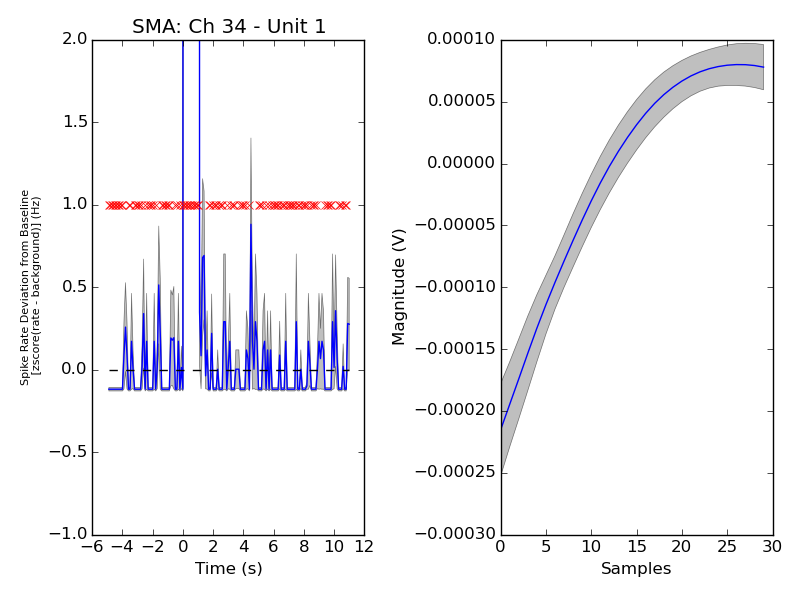 SMA: Ch 34 - Unit 1
Spike Rate Deviation from Baseline
[zscore(rate - background)] (Hz)
2.0
1.5
1.0
0.5
0.0
−0.5
−1.0
−6 −4 −2 0 2 4 6 8 10 12
Time (s)
Magnitude (V)
0.00010
0.00005
0.00000
−0.00005
−0.00010
−0.00015
−0.00020
−0.00025
−0.00030
0 5 10 15 20 25 30
Samples